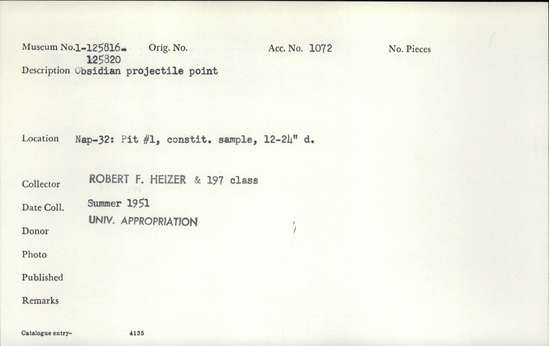 Museum No. 1-125816- Orig. No. Acc. No. 1072 No. Pieces
125820
Description Obsidian projectile point
Location Nap-32: Pit #1, constit. sample, 12-24" d.
Collector ROBERT F. HEIZER & 197 class
Date Coll. Summer 1951
UNIV. APPROPRIATION
Donor
Photo
Published
Remarks
Catalogue entry- 4135